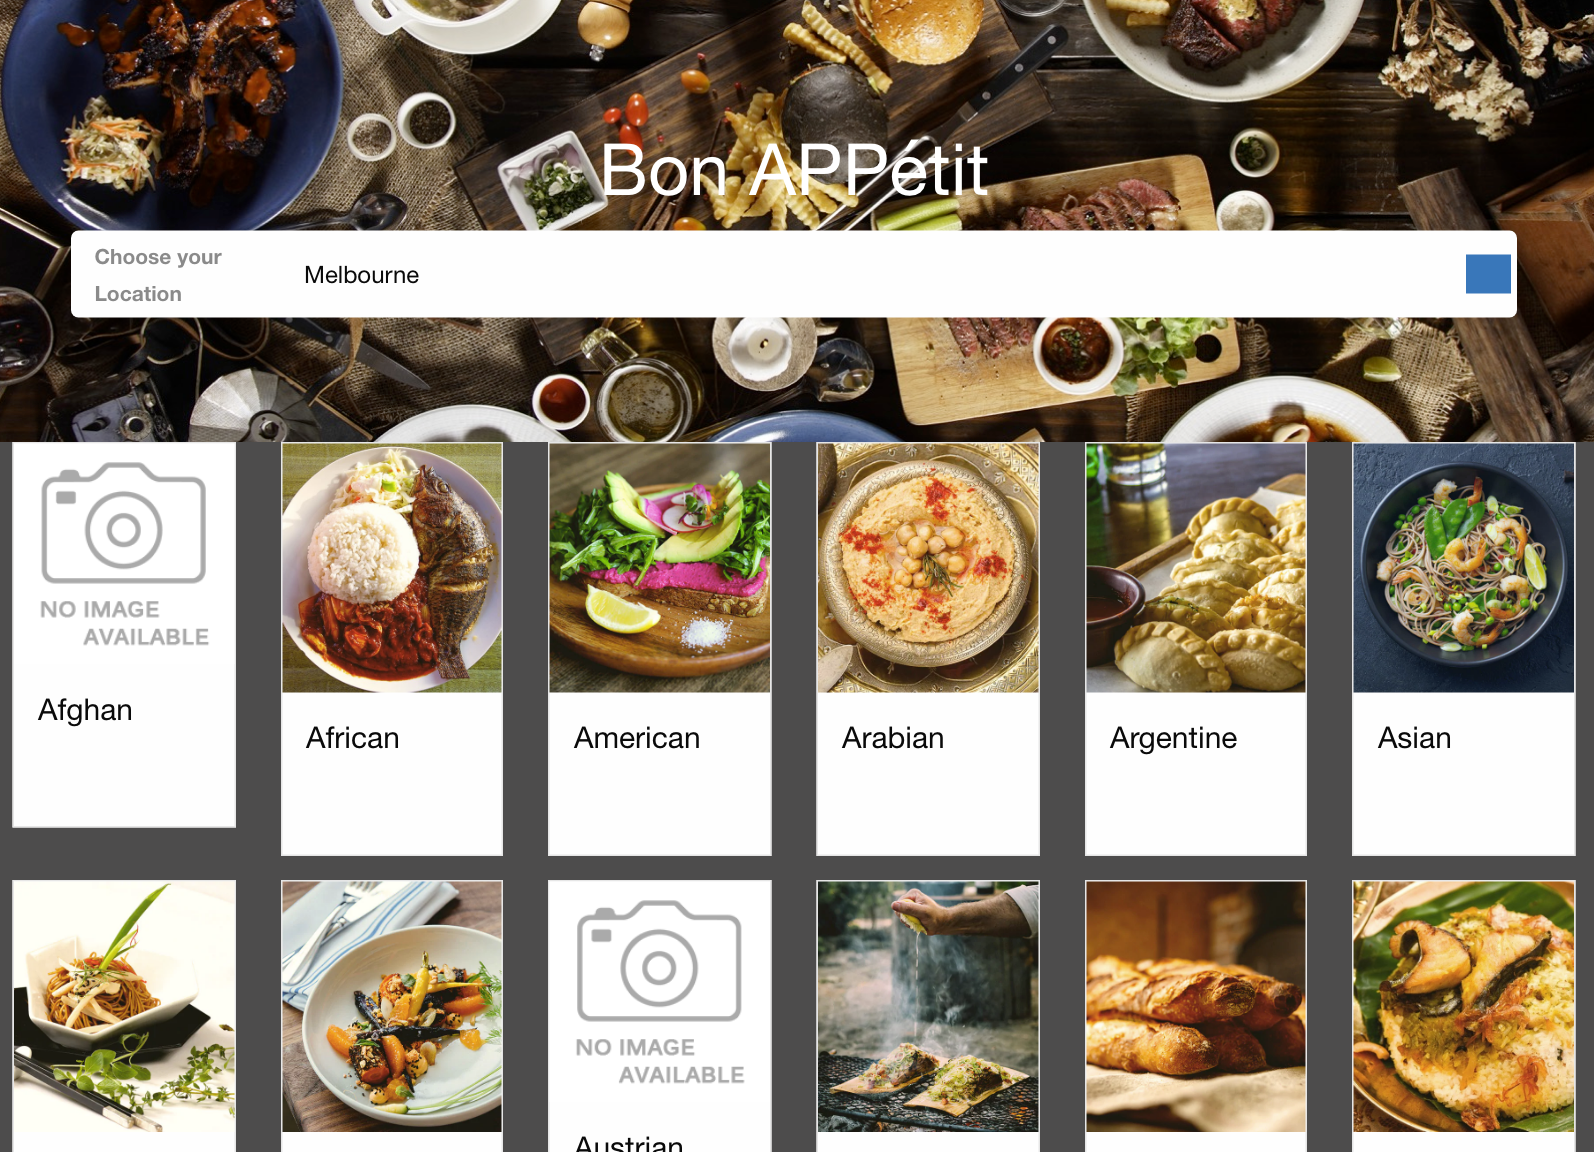 Bon APPetit
Choose your
Location
Melbourne
NO IMAGE
AVAILABLE
Afghan
African
American
Arabian
Argentine
Asian
NO IMAGE
AVAILABLE
Austrian